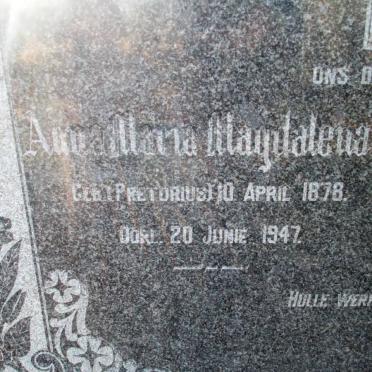 ONS D
Anna Maria Magdalena
GEB. (PRETORIUS) 10 APRIL 1878.
OORL. 20 JUNIE 1947.
HULLE WERK